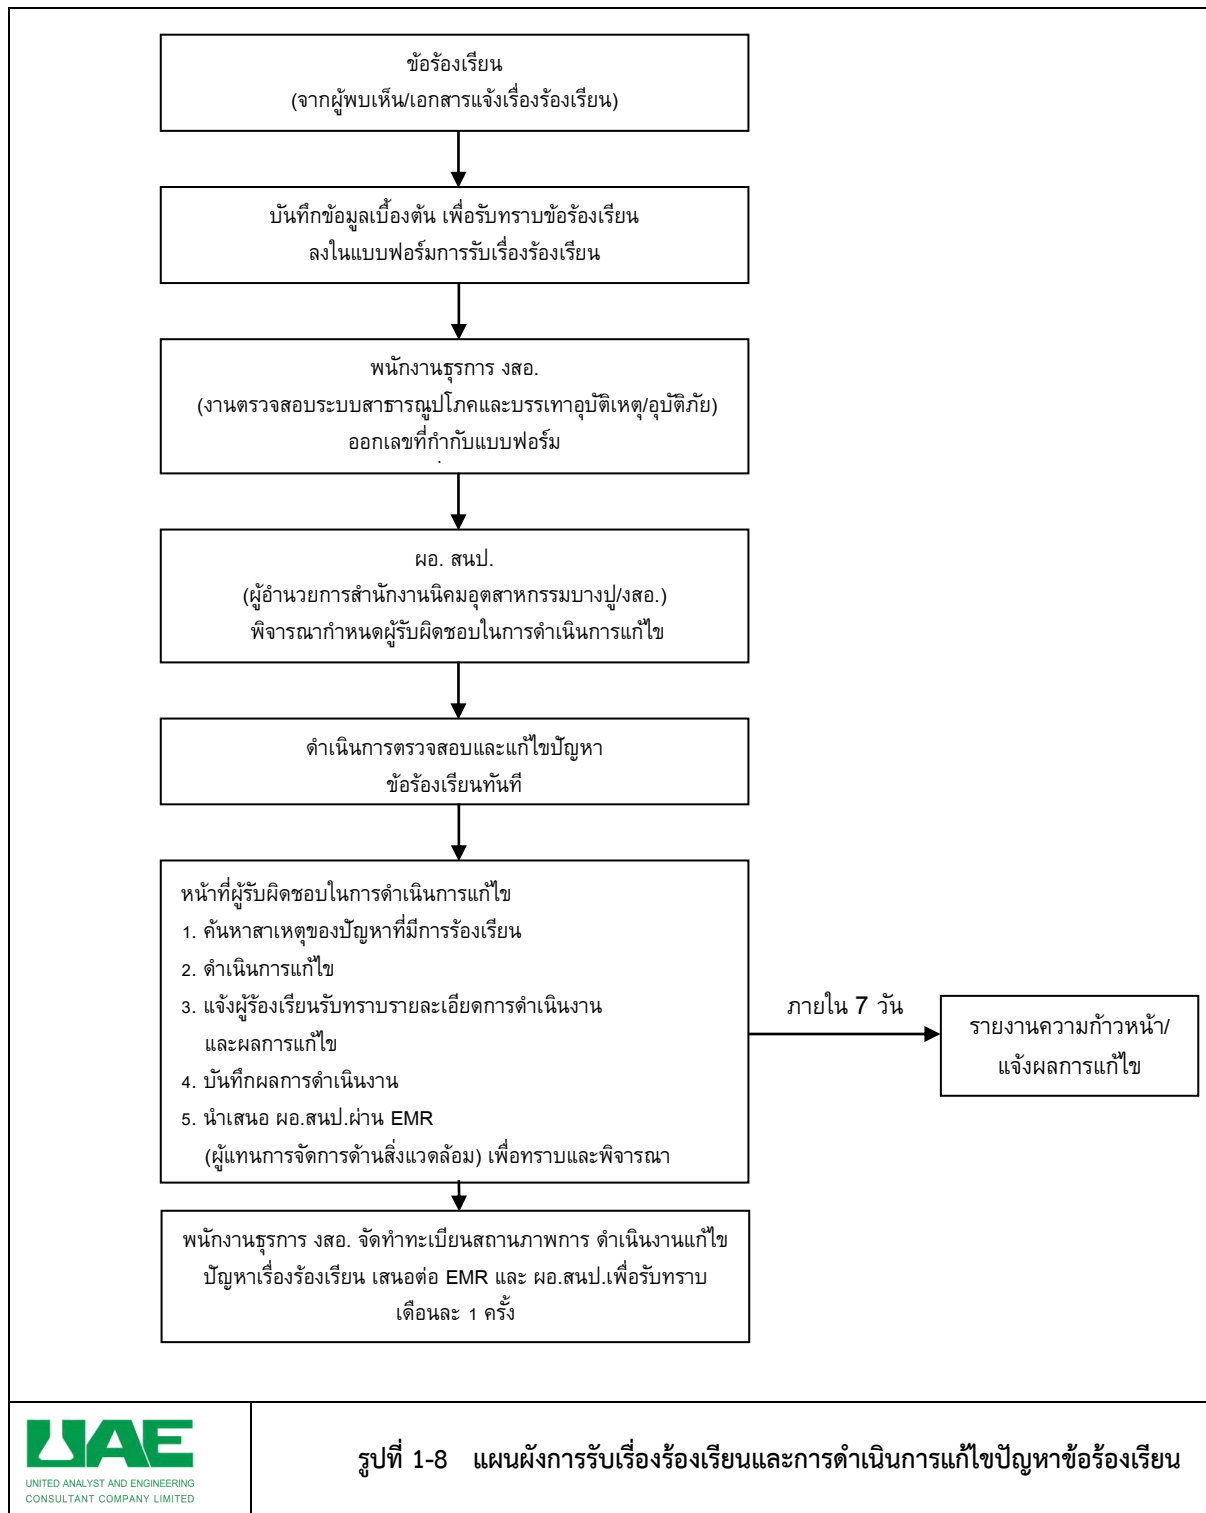 ข้อร้องเรียน
(จากผู้พบเห็น/เอกสารแจ้งเรื่องร้องเรียน)
บันทึกข้อมูลเบื้องต้น เพื่อรับทราบข้อร้องเรียน
ลงในแบบฟอร์มการรับเรื่องร้องเรียน
พนักงานธุรการ งสอ.
(งานตรวจสอบระบบสาธารณูปโภคและบรรเทาอุบัติเหตุ/อุบัติภัย)
ออกเลขที่กำกับแบบฟอร์ม
ผอ. สนป.
(ผู้อำนวยการสำนักงานนิคมอุตสาหกรรมบางปู/งสอ.)
พิจารณากำหนดผู้รับผิดชอบในการดำเนินการแก้ไข
ดำเนินการตรวจสอบและแก้ไขปัญหา
ข้อร้องเรียนทันที
หน้าที่ผู้รับผิดชอบในการดำเนินการแก้ไข
1. ค้นหาสาเหตุของปัญหาที่มีการร้องเรียน
2. ดำเนินการแก้ไข
3. แจ้งผู้ร้องเรียนรับทราบรายละเอียดการดำเนินงาน
และผลการแก้ไข
4. บันทึกผลการดำเนินงาน
5. นำเสนอ ผอ.สนป.ผ่าน EMR
(ผู้แทนการจัดการด้านสิ่งแวดล้อม) เพื่อทราบและพิจารณา
ภายใน 7 วัน
รายงานความก้าวหน้า/
แจ้งผลการแก้ไข
พนักงานธุรการ งสอ. จัดทำทะเบียนสถานภาพการ ดำเนินงานแก้ไข
ปัญหาเรื่องร้องเรียน เสนอต่อ EMR และ ผอ.สนป.เพื่อรับทราบ
เดือนละ 1 ครั้ง
UAE
UNITED ANALYST AND ENGINEERING
CONSULTANT COMPANY LIMITED
รูปที่ 1-8 แผนผังการรับเรื่องร้องเรียนและการดำเนินการแก้ไขปัญหาข้อร้องเรียน